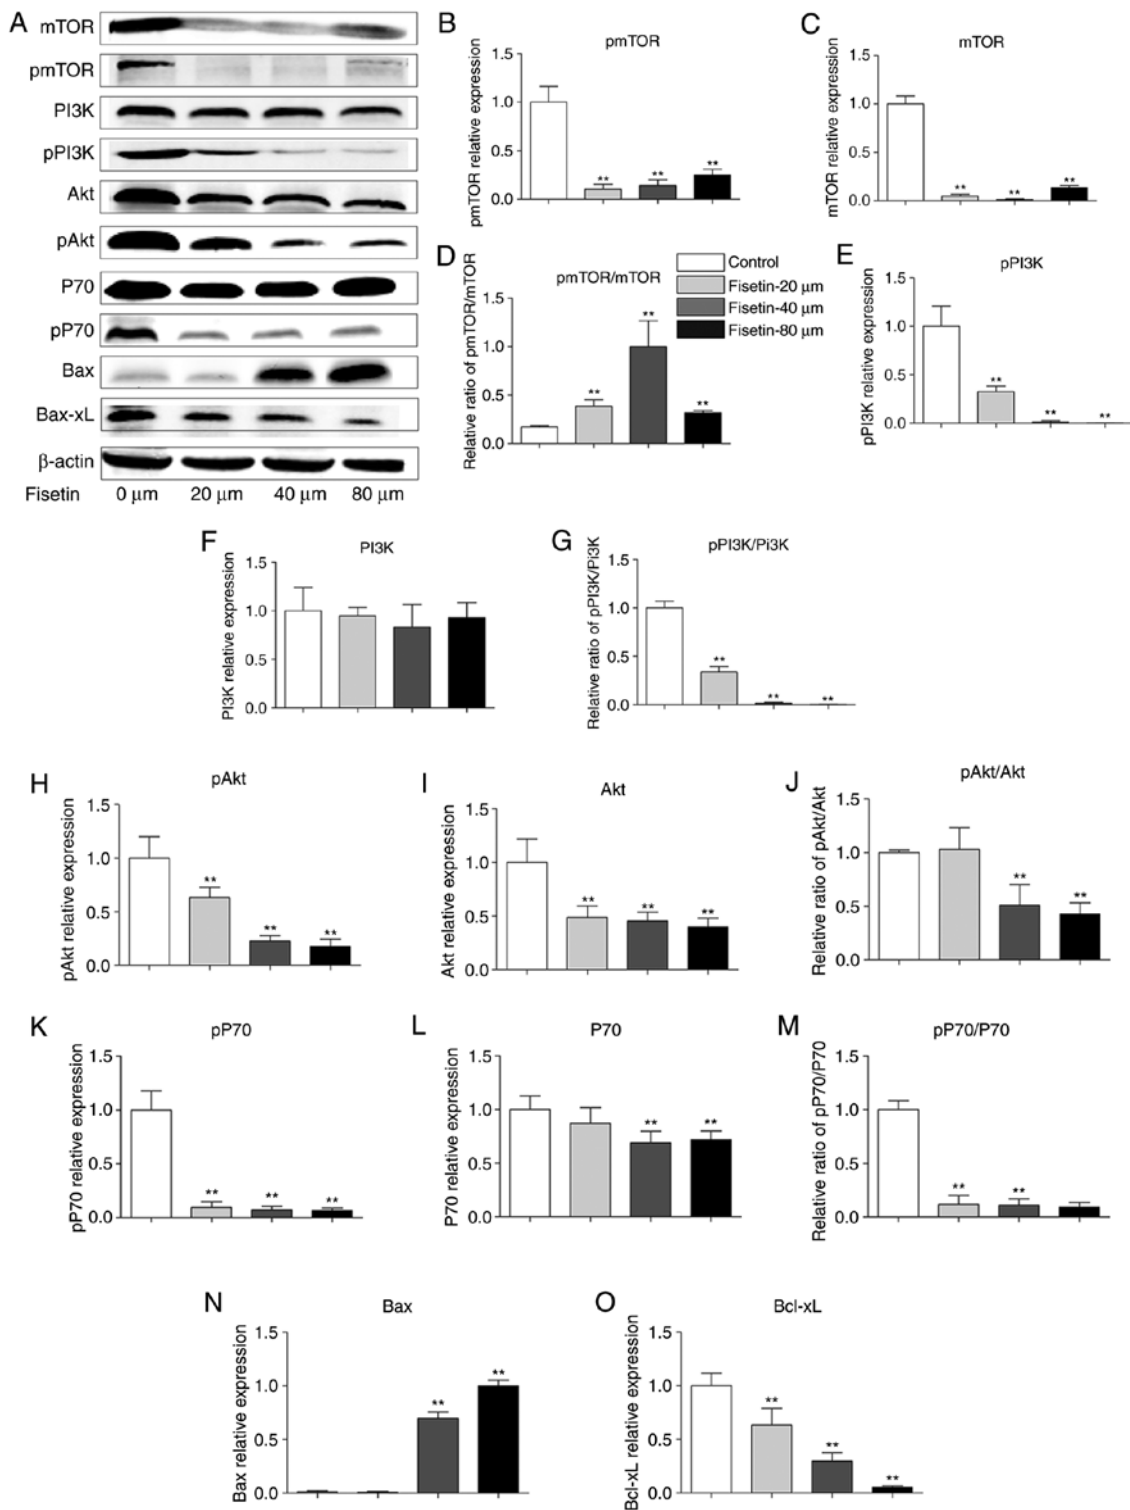 A
mTOR
pmTOR
PI3K
pPI3K
Akt
pAkt
P70
pP70
Bax
Bax-xL
β-actin
Fisetin 0 μm 20 μm 40 μm 80 μm
B
pmTOR
pmTOR relative expression
1.5
1.0
0.5
0.0
** ** **
C
mTOR
mTOR relative expression
1.5
1.0
0.5
0.0
** ** **
D
pmTOR/mTOR
Relative ratio of pmTOR/mTOR
1.5
1.0
0.5
0.0
** ** **
Control
Fisetin-20 μm
Fisetin-40 μm
Fisetin-80 μm
E
pPI3K
pPI3K relative expression
1.5
1.0
0.5
0.0
** ** **
F
PI3K
PI3K relative expression
1.5
1.0
0.5
0.0
G
pPI3K/Pi3K
Relative ratio of pPI3K/Pi3K
1.5
1.0
0.5
0.0
** ** **
H
pAkt
pAkt relative expression
1.5
1.0
0.5
0.0
** ** **
I
Akt
Akt relative expression
1.5
1.0
0.5
0.0
** ** **
J
pAkt/Akt
Relative ratio of pAkt/Akt
1.5
1.0
0.5
0.0
** **
K
pP70
pP70 relative expression
1.5
1.0
0.5
0.0
** ** **
L
P70
P70 relative expression
1.5
1.0
0.5
0.0
** **
M
pP70/P70
Relative ratio of pP70/P70
1.5
1.0
0.5
0.0
** **
N
Bax
Bax relative expression
1.5
1.0
0.5
0.0
** **
O
Bcl-xL
Bcl-xL relative expression
1.5
1.0
0.5
0.0
** ** **